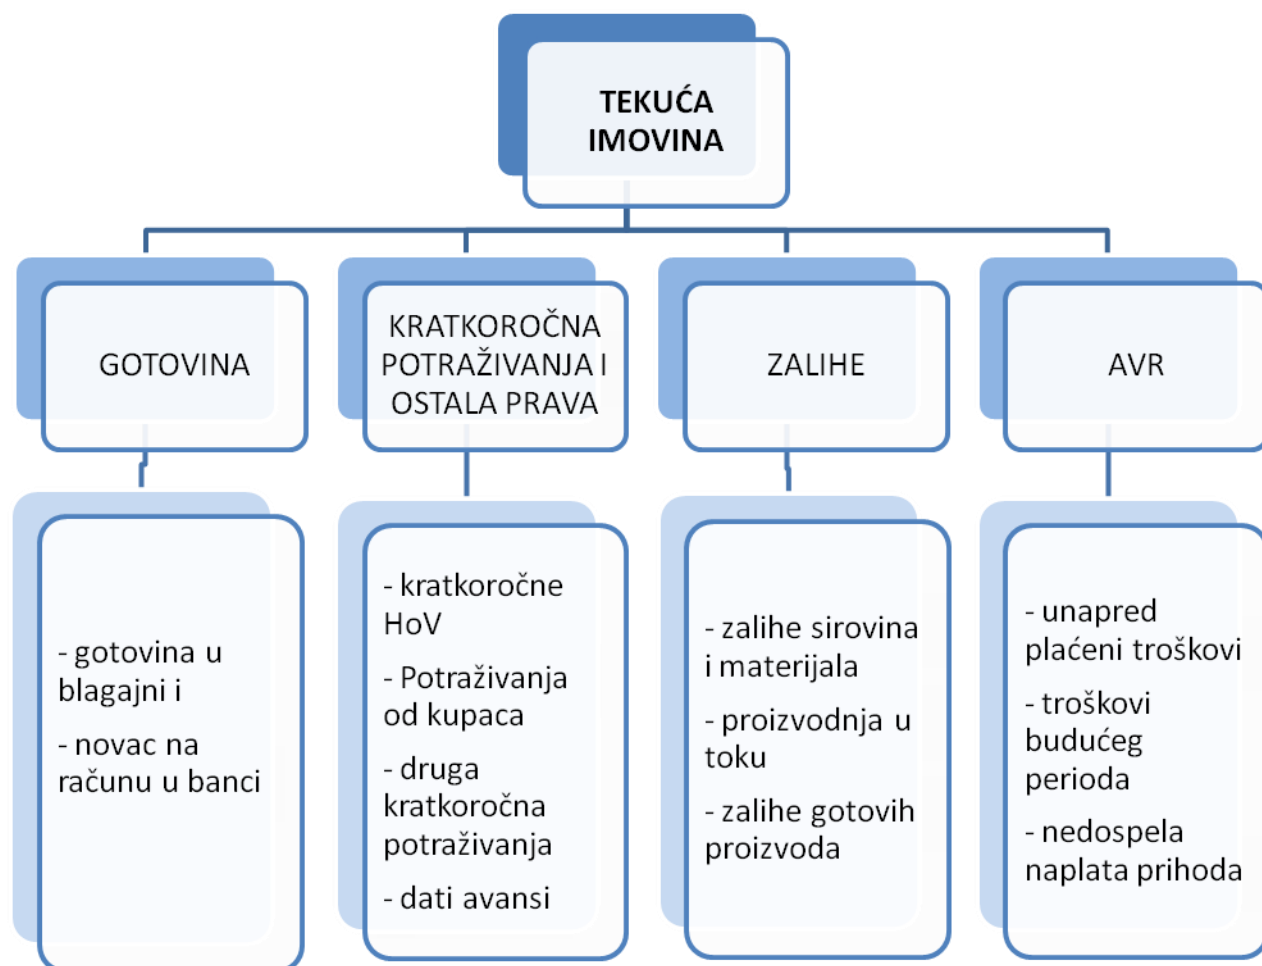 TEKUĆA
IMOVINA
GOTOVINA
KRATKOROČNA
POTRAŽIVANJA I
OSTALA PRAVA
ZALIHE
AVR
- gotovina u
blagajni i
- novac na
računu u banci
- kratkoročne
HoV
- Potraživanja
od kupaca
- druga
kratkoročna
potraživanja
- dati avansi
- zalihe sirovina
i materijala
- proizvodnja u
toku
- zalihe gotovih
proizvoda
- unapred
plaćeni troškovi
- troškovi
budućeg
perioda
- nedospela
naplata prihoda